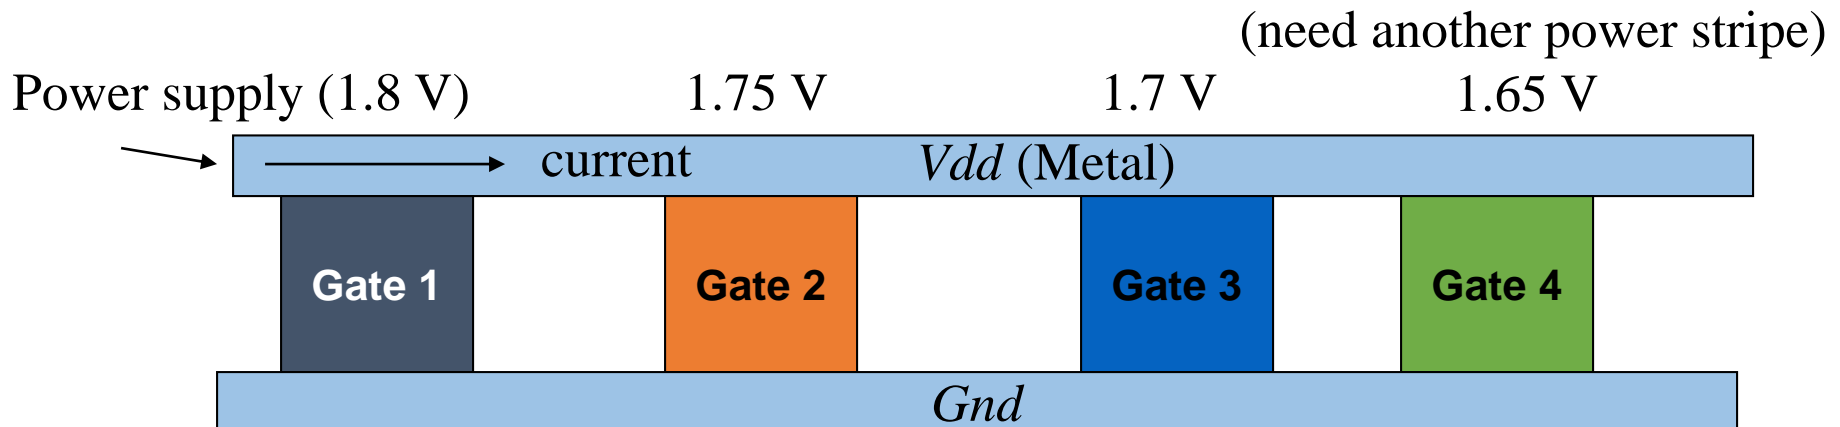 (need another power stripe)
Power supply (1.8 V) 1.75 V 1.7 V 1.65 V
current Vdd (Metal)
Gate 1 Gate 2 Gate 3 Gate 4
Gnd